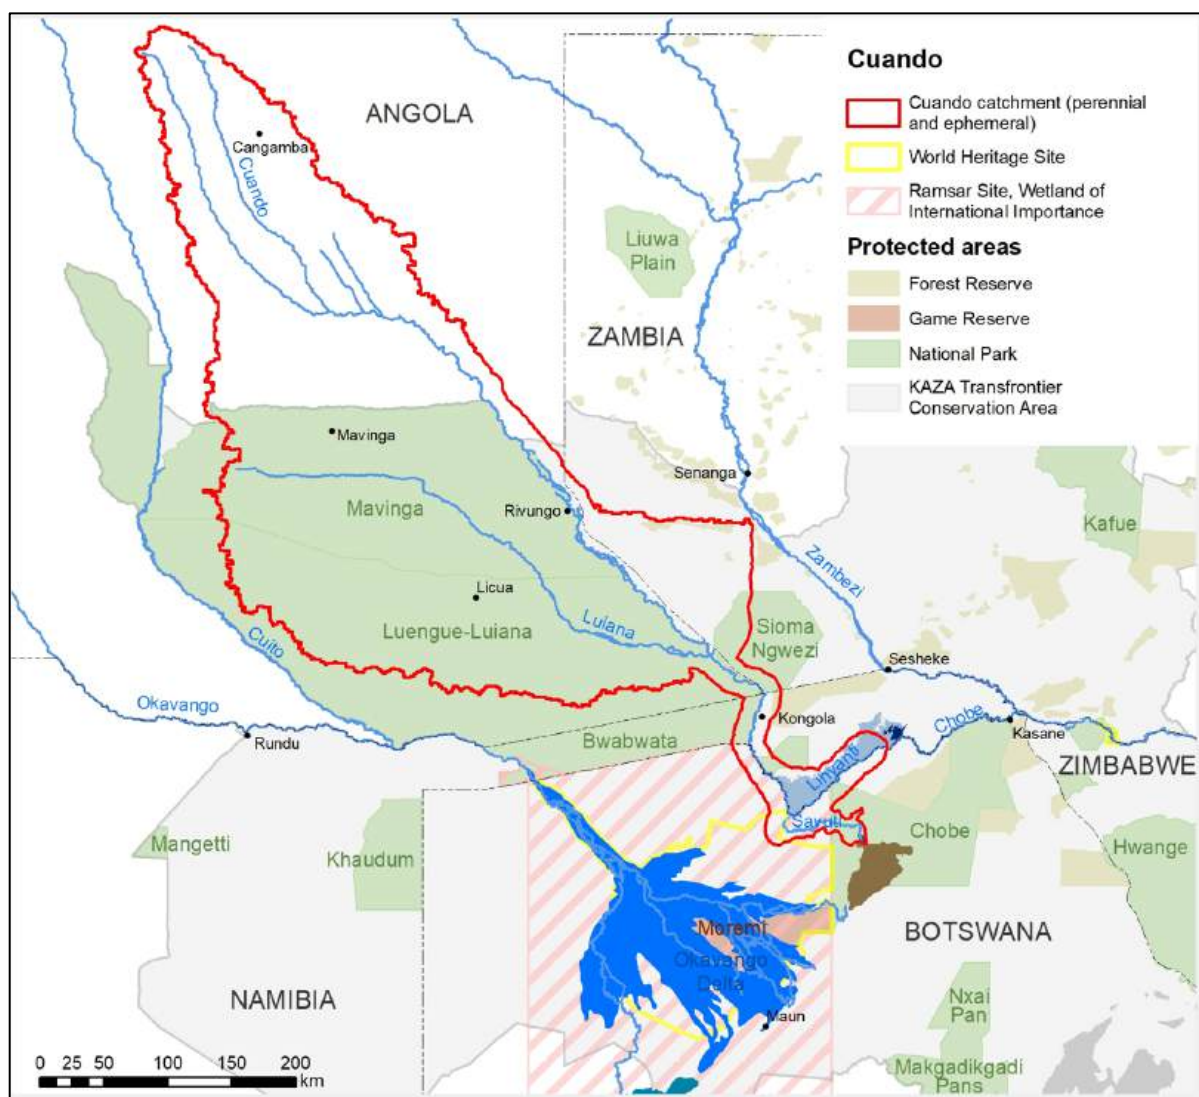 Cuando
Cuando catchment (perennial
and ephemeral)
World Heritage Site
Ramsar Site, Wetland of
International Importance
Protected areas
Forest Reserve
Game Reserve
National Park
KAZA Transfrontier
Conservation Area
ANGOLA
Cangamba
Cuando
Liuwa
Plain
ZAMBIA
Mavinga
Senanga
Mavinga
Rivungo
Kafue
Zambezi
Licua
Luengue-Luiana
Luiana
Sioma
Ngwezi
Cuito
Sesheke
Okavango
Rundu
Kongola
Chobe
Kasane
Bwabwata
Linyanti
ZIMBABWE
Savuti
Mangetti
Khaudum
Chobe
Hwange
Moremi
Okavango
Delta
BOTSWANA
NAMIBIA
Maun
Nxai
Pan
Makgadikgadi
Pans
0 25 50 100 150 200
km